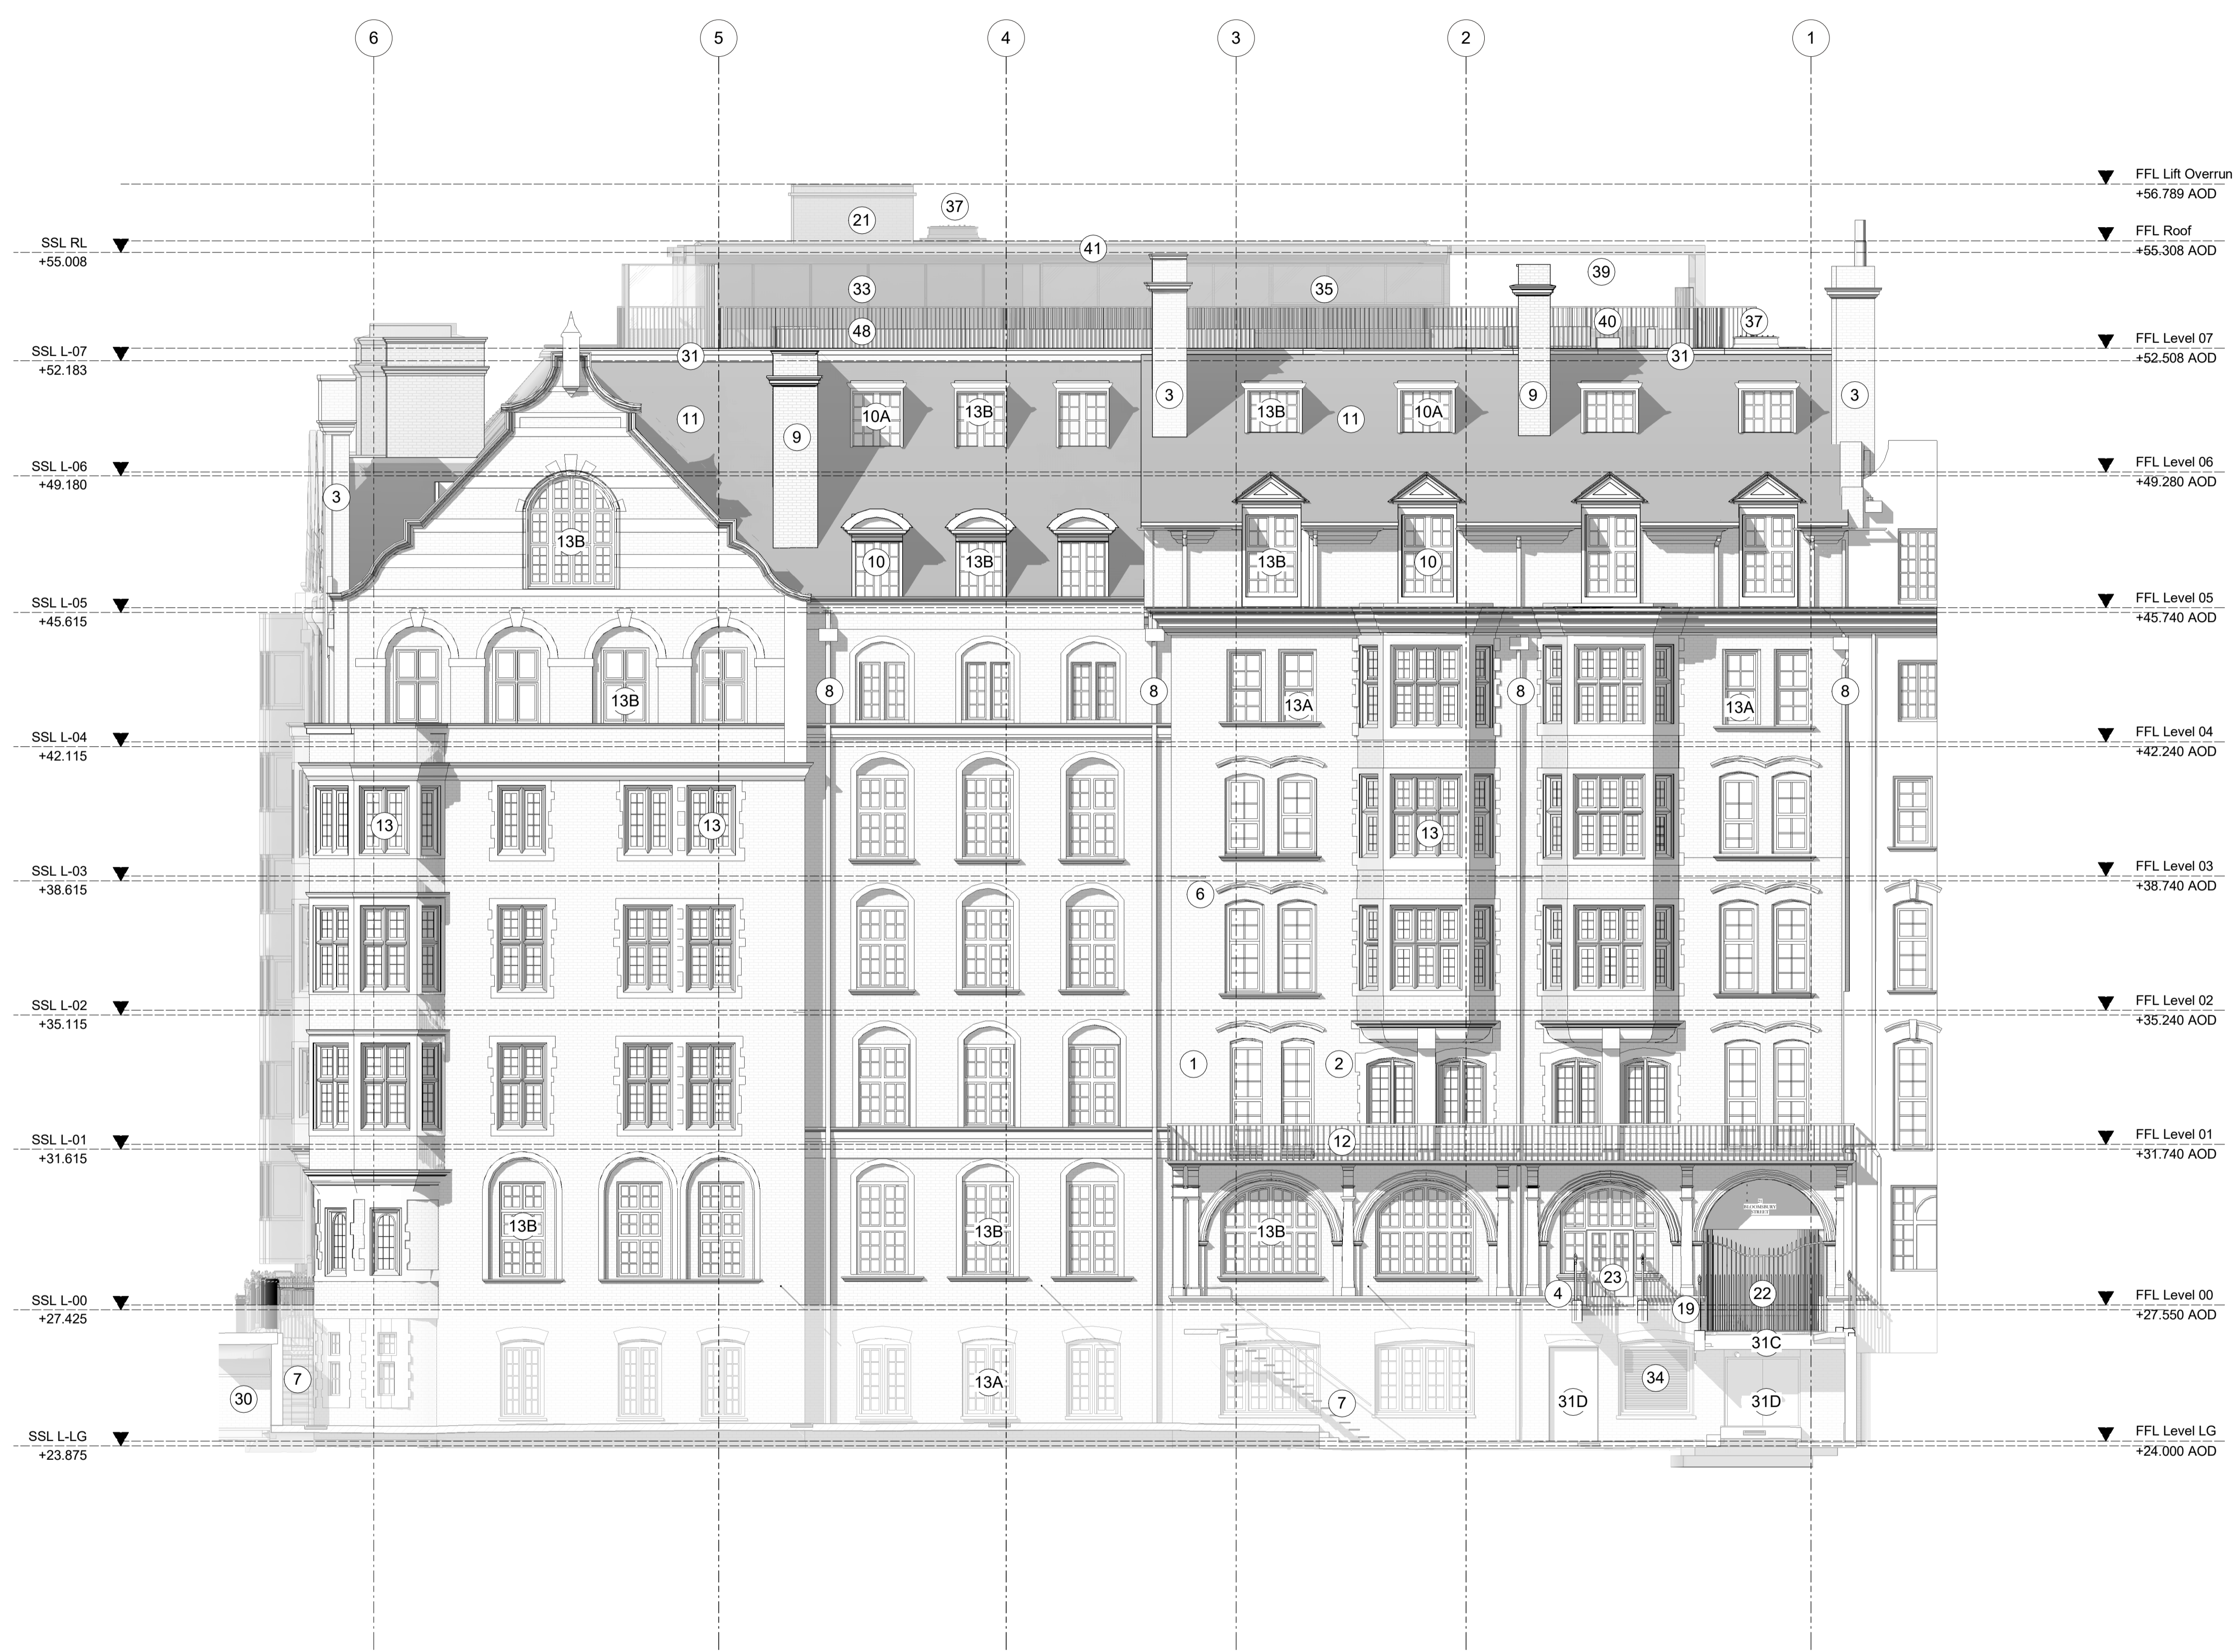 6 5 4 3 2 1
FFL Lift Overrun
+56.789 AOD
37
21
SSL RL
+55.008
41
FFL Roof
+55.308 AOD
39
33
35
48
40
37
SSL L-07
+52.183
31
31
FFL Level 07
+52.508 AOD
3
9
3
10A
13B
13B
10A
11
11
9
SSL L-06
+49.180
FFL Level 06
+49.280 AOD
3
13B
10
13B
13B
10
SSL L-05
+45.615
FFL Level 05
+45.740 AOD
8
8
8
8
13B
13A
13A
SSL L-04
+42.115
FFL Level 04
+42.240 AOD
13
13
13
SSL L-03
+38.615
FFL Level 03
+38.740 AOD
6
SSL L-02
+35.115
FFL Level 02
+35.240 AOD
1
2
SSL L-01
+31.615
12
FFL Level 01
+31.740 AOD
BLOOMSBURY
STREET
13B
13B
13B
23
4
22
19
SSL L-00
+27.425
FFL Level 00
+27.550 AOD
31C
7
13A
34
30
7
31D
31D
SSL L-LG
+23.875
FFL Level LG
+24.000 AOD